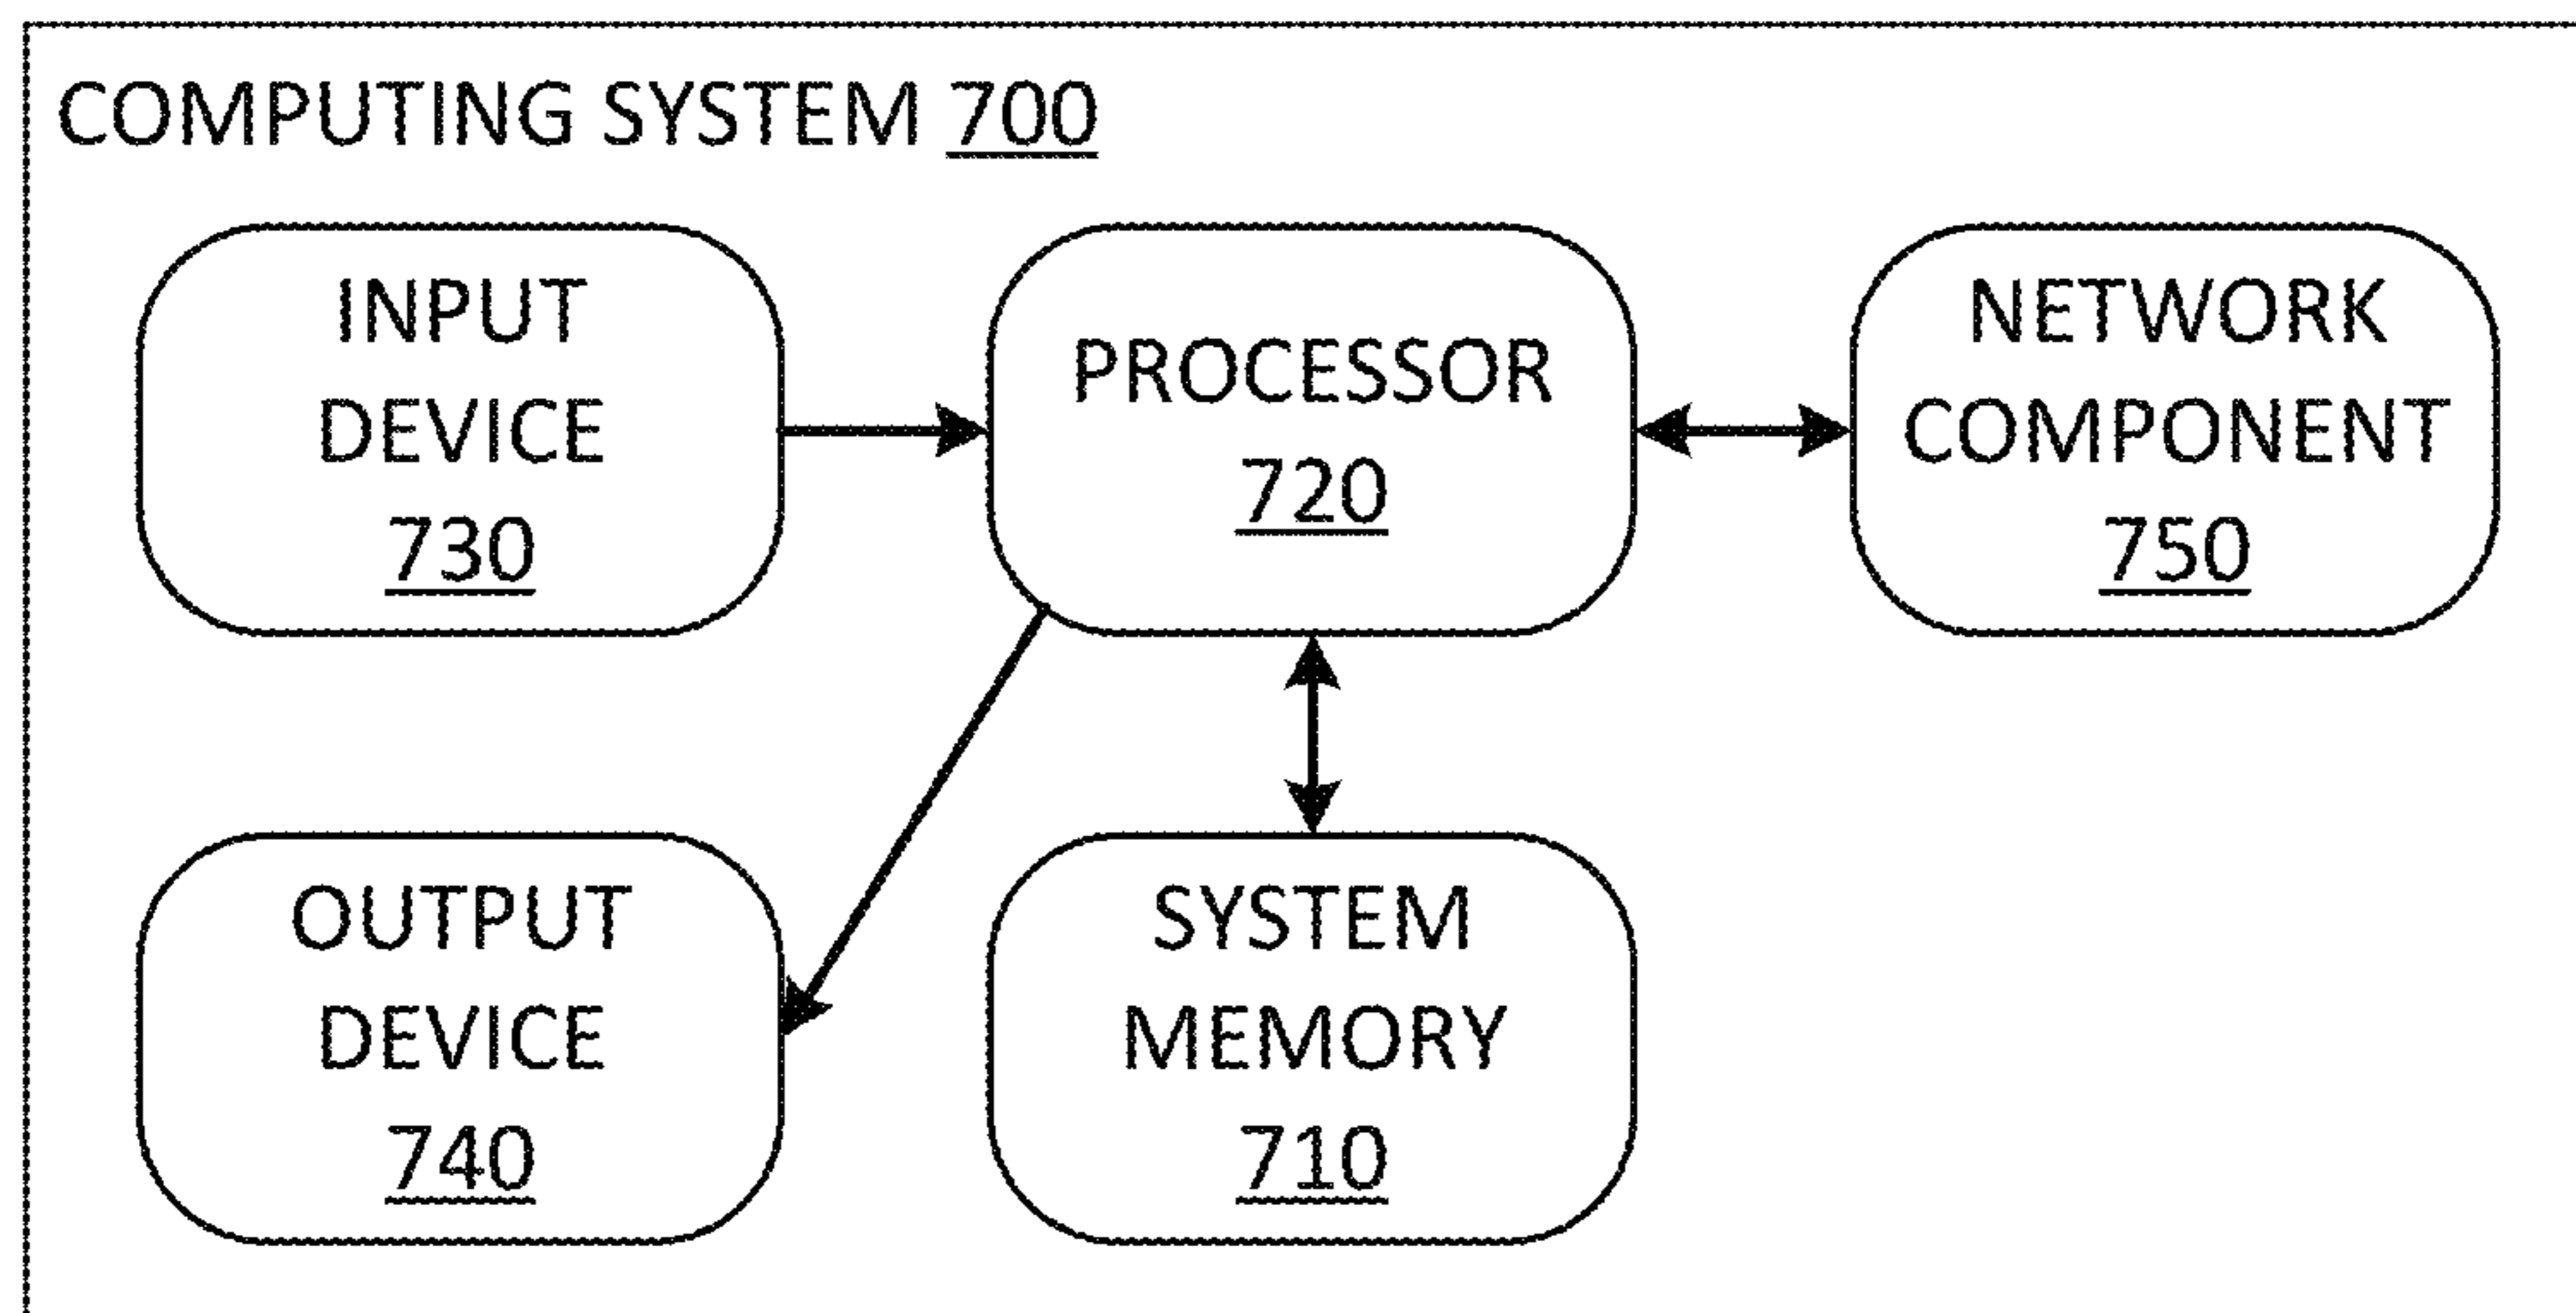 COMPUTING SYSTEM 700
INPUT
DEVICE
730
PROCESSOR
720
NETWORK
COMPONENT
750
OUTPUT
DEVICE
740
SYSTEM
MEMORY
710